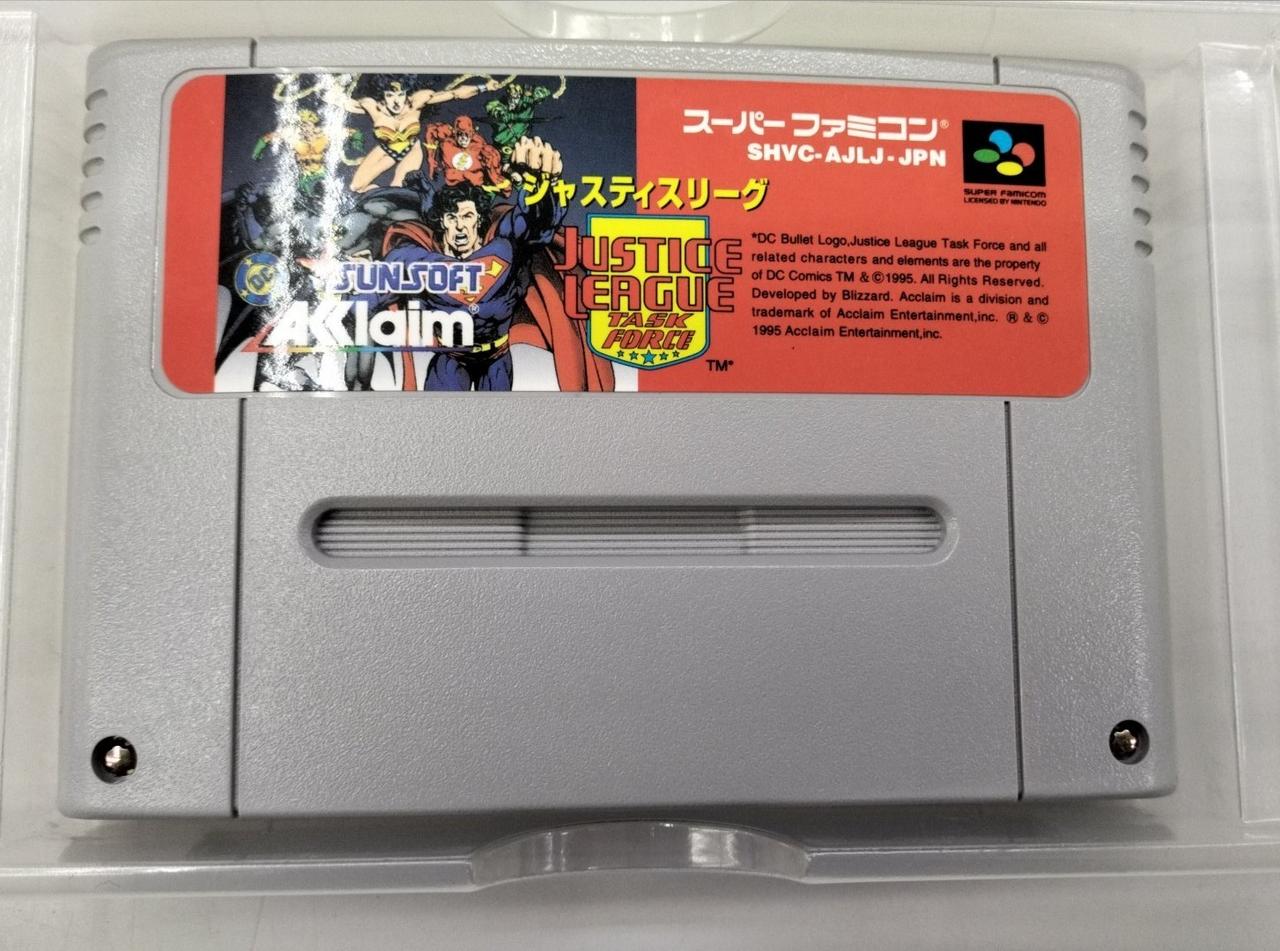 スーパーファミコン®
SHVC-AJLJ-JPN
SUPER FAMICOM
LICENSED BY NINTENDO
ジャスティスリーグ
DC
SUNSOFT
AKKlaim®
JUSTICE
LEAGUE
TASK
FORCE
TM*
*DC Bullet Logo,Justice League Task Force and all
related characters and elements are the property
of DC Comics TM & ©1995. All Rights Reserved.
Developed by Blizzard. Acclaim is a division and
trademark of Acclaim Entertainment,inc. ® & ©
1995 Acclaim Entertainment,inc.